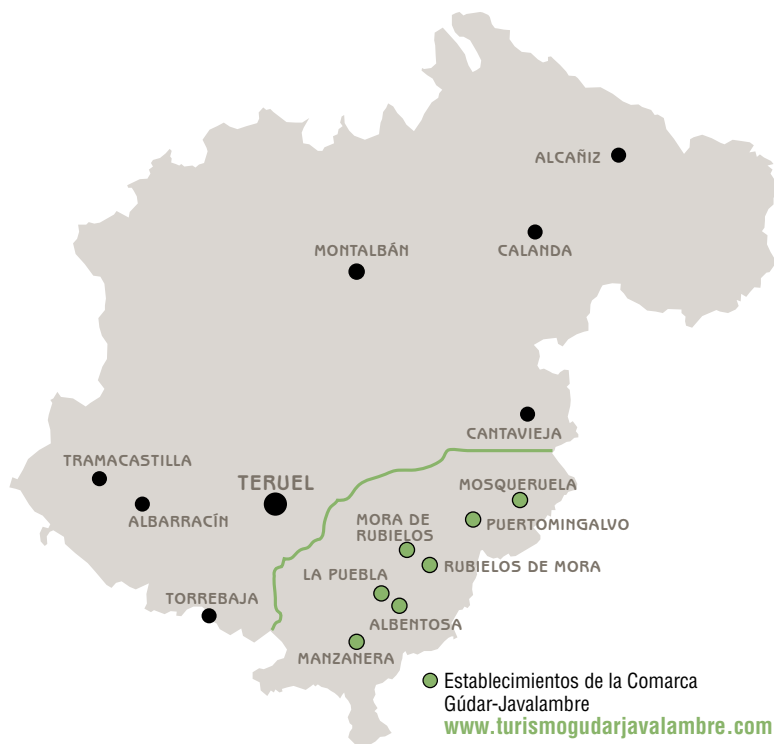 ALCAÑIZ
CALANDA
MONTALBÁN
CANTAVIEJA
TRAMACASTILLA
TERUEL
MOSQUERUELA
ALBARRACÍN
PUERTOMINGALVO
MORA DE
RUBIELOS
RUBIELOS DE MORA
LA PUEBLA
TORREBAJA
ALBENTOSA
MANZANERA
Establecimientos de la Comarca
Gúdar-Javalambre
www.turismogudarjavalambre.com